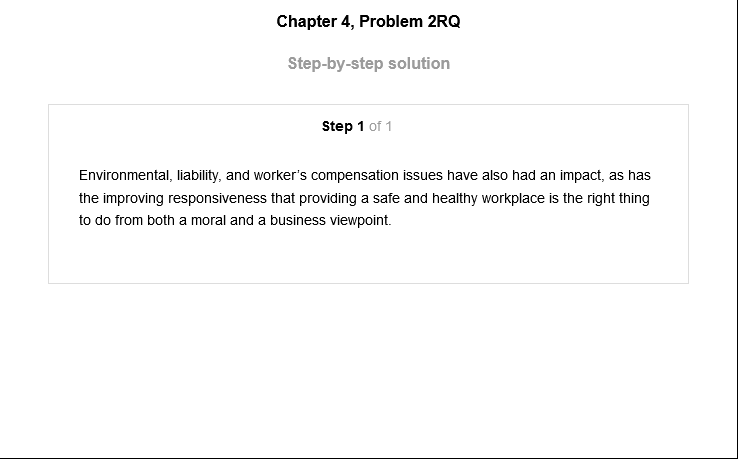 Chapter 4, Problem 2RQ
Step-by-step solution
Step 1 of 1
Environmental, liability, and worker's compensation issues have also had an impact, as has
the improving responsiveness that providing a safe and healthy workplace is the right thing
to do from both a moral and a business viewpoint.